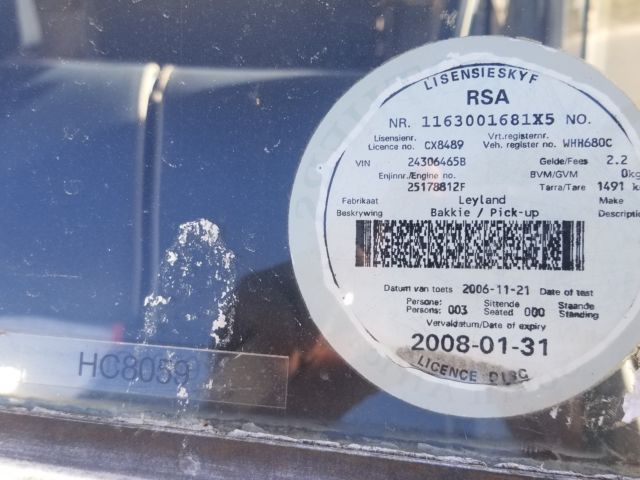 LISENSIESKYF
RSA
NR. 1163001681X5 NO.
Lisensienr. Vrt.registernr.
Licence no. CX8489 Veh. register no. WHH680C
VIN 24306465B Gelde/Fees 2.2
Enjinnr./Engine no. BVM/GVM 0kg
25178812F Tarra/Tare 1491 k
Fabrikaat Leyland Make
Beskrywing Bakkie / Pick-up Descripti
Datum van toets 2006-11-21 Date of test
Persone: Sittende Staande
Persons: 003 Seated 000 Standing
Vervaldatum/Date of expiry
2008-01-31
LICENCE DISC
HC8059